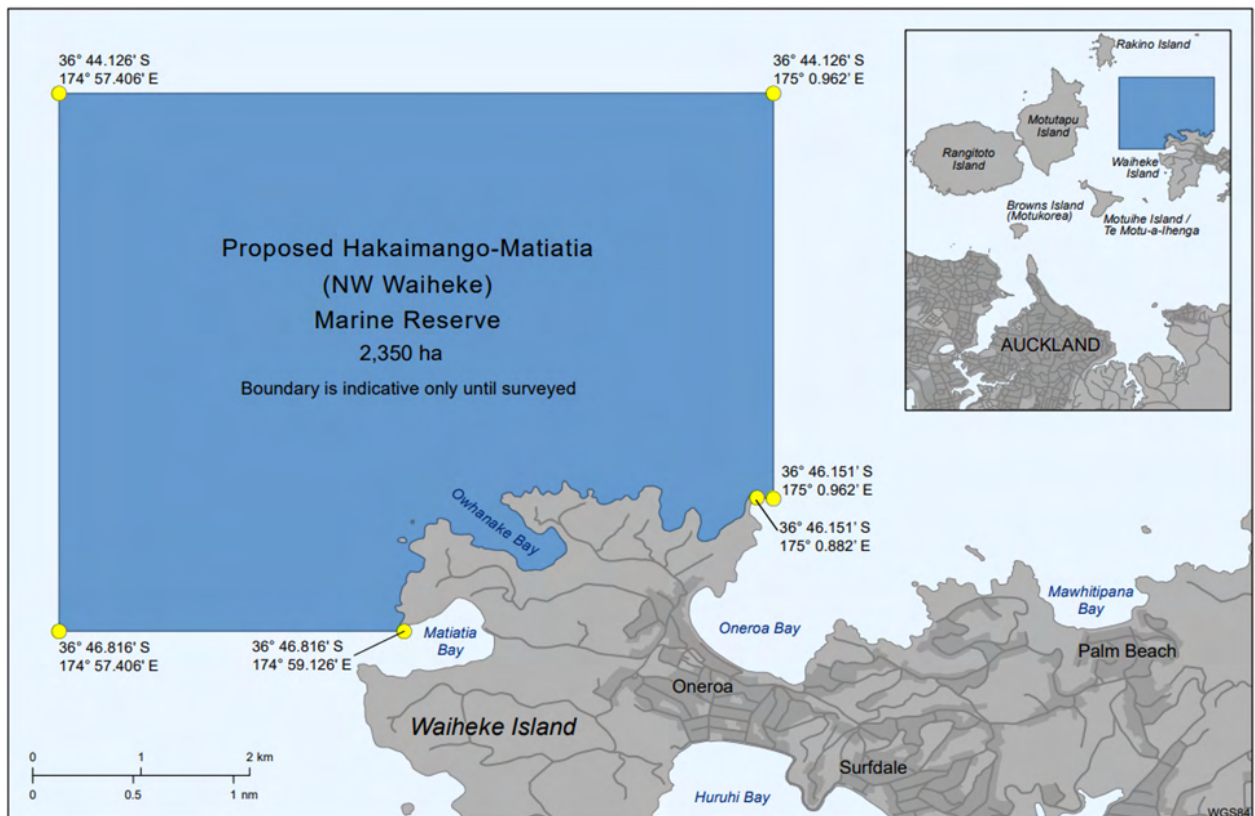 36° 44.126' S
174° 57.406' E
36° 44.126' S
175° 0.962' E
Proposed Hakaimango-Matiatia
(NW Waiheke)
Marine Reserve
2,350 ha
Boundary is indicative only until surveyed
Rakino Island
Motutapu
Island
Rangitoto
Island
Waiheke
Island
Browns Island
(Motukorea)
Motuihe Island /
Te Motu-a-Ihenga
AUCKLAND
36° 46.151' S
175° 0.962' E
36° 46.151' S
175° 0.882' E
Owhanake Bay
36° 46.816' S
174° 57.406' E
36° 46.816' S
174° 59.126' E
Matiatia
Bay
Oneroa Bay
Mawhitipana
Bay
Palm Beach
Oneroa
Waiheke Island
Surfdale
Huruhi Bay
0 1 2 km
0 0.5 1 nm
WGS84